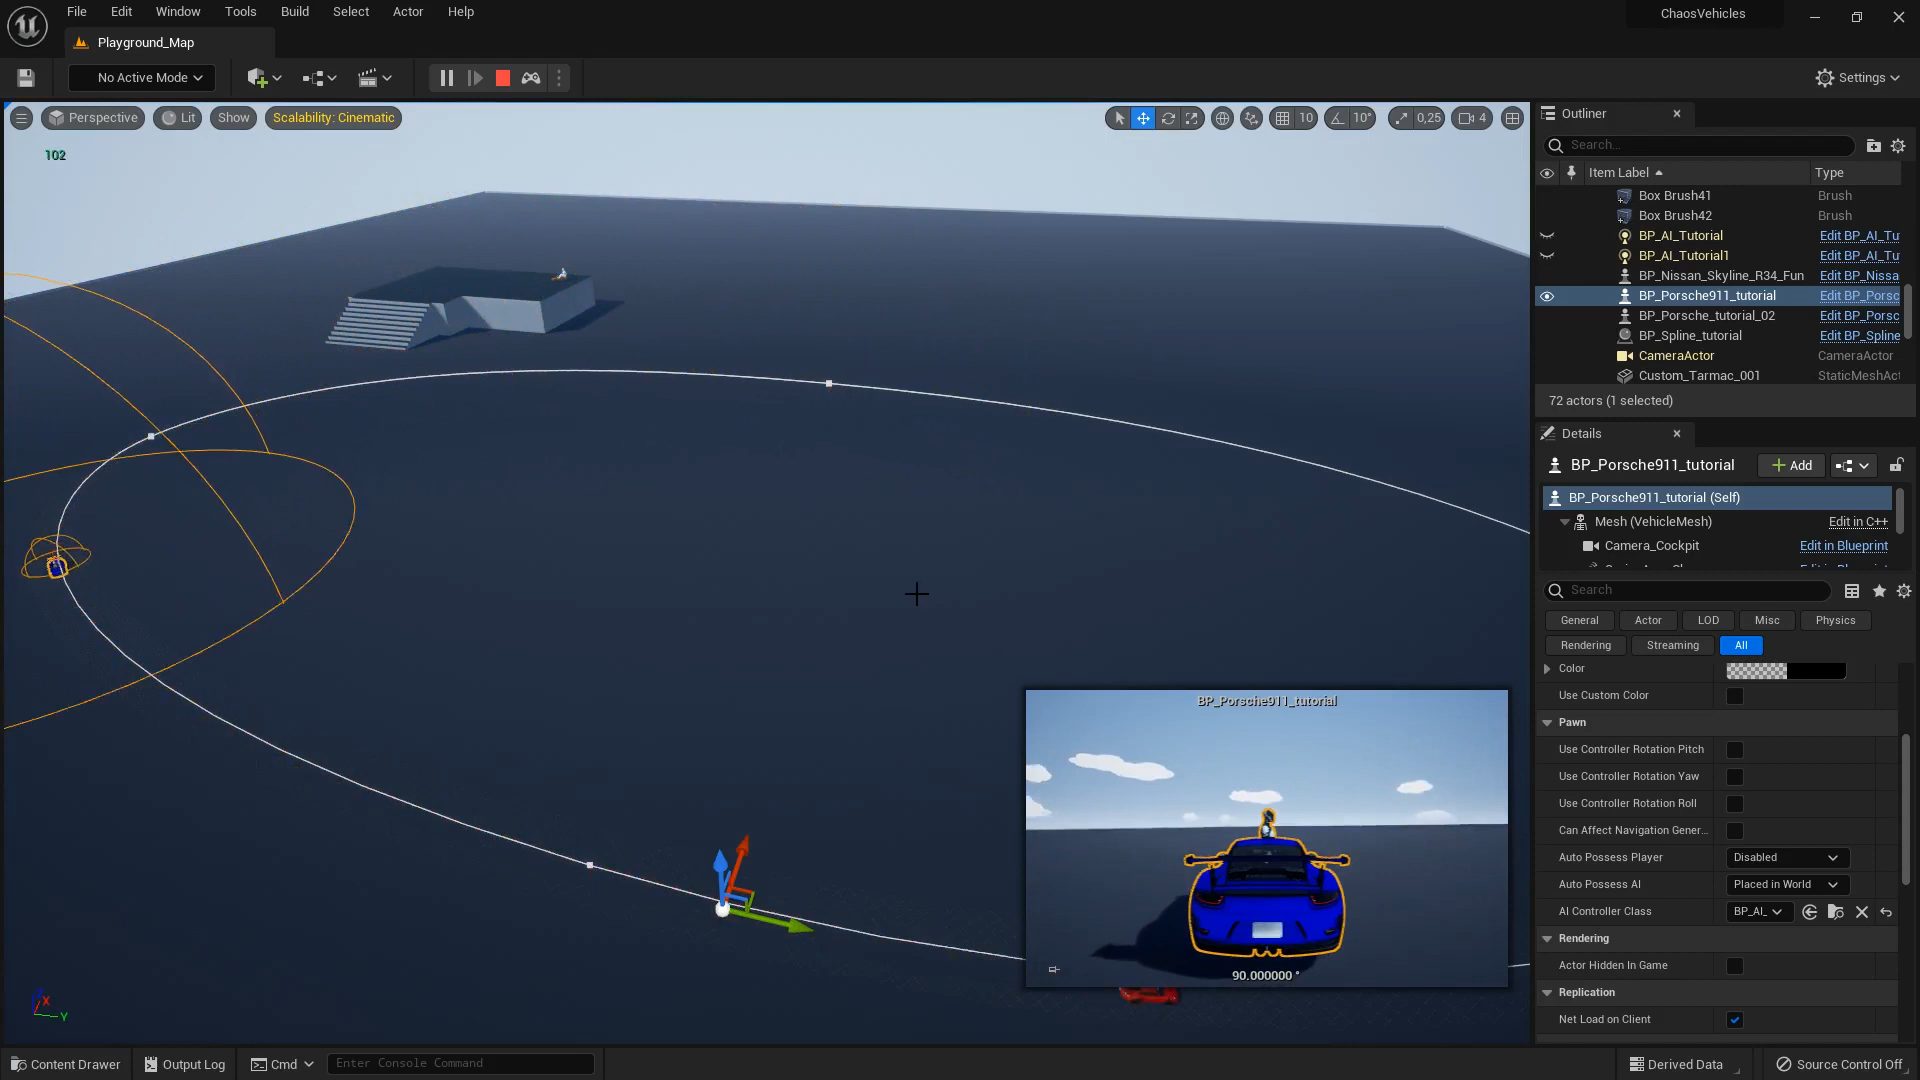 File Edit Window Tools Build Select Actor Help
ChaosVehicles
Playground_Map
No Active Mode
Settings
Perspective Lit Show Scalability: Cinematic
10 10° 0,25 4
102
Outliner
Search...
Item Label Type
Box Brush41 Brush
Box Brush42 Brush
BP_AI_Tutorial Edit BP_AI_Tu
BP_AI_Tutorial1 Edit BP_AI_Tu
BP_Nissan_Skyline_R34_Fun Edit BP_Nissa
BP_Porsche911_tutorial Edit BP_Porsc
BP_Porsche_tutorial_02 Edit BP_Porsc
BP_Spline_tutorial Edit BP_Spline
CameraActor CameraActor
Custom_Tarmac_001 StaticMeshAct
72 actors (1 selected)
Details
BP_Porsche911_tutorial Add
BP_Porsche911_tutorial (Self)
Mesh (VehicleMesh) Edit in C++
Camera_Cockpit Edit in Blueprint
Search
General Actor LOD Misc Physics
Rendering Streaming All
Color
Use Custom Color
Pawn
Use Controller Rotation Pitch
Use Controller Rotation Yaw
Use Controller Rotation Roll
Can Affect Navigation Gener...
Auto Possess Player Disabled
Auto Possess AI Placed in World
AI Controller Class BP_AI_
Rendering
Actor Hidden In Game
Replication
Net Load on Client
BP_Porsche911_tutorial
90.000000 °
X
Y
Content Drawer Output Log Cmd Enter Console Command
Derived Data Source Control Off